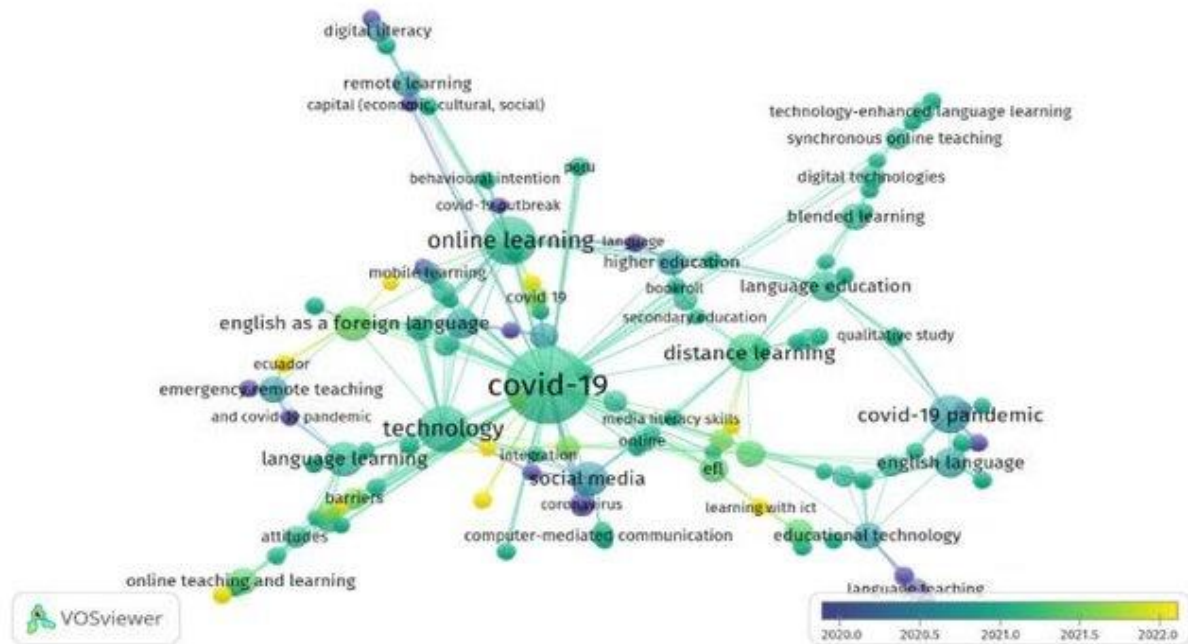 digital literacy
remote learning
capital (economic, cultural, social)
technology-enhanced language learning
synchronous online teaching
peru
behavioural intention
digital technologies
covid-19 outbreak
blended learning
online learning
language
higher education
mobile learning
bookroll
language education
covid 19
secondary education
english as a foreign language
qualitative study
distance learning
ecuador
covid-19
emergency remote teaching
and covid-19 pandemic
media literacy skills
covid-19 pandemic
technology
online
language learning
integration
efl
english language
social media
barriers
coronavirus
learning with ict
attitudes
computer-mediated communication
educational technology
online teaching and learning
language teaching
VOSviewer
2020.0 2020.5 2021.0 2021.5 2022.0